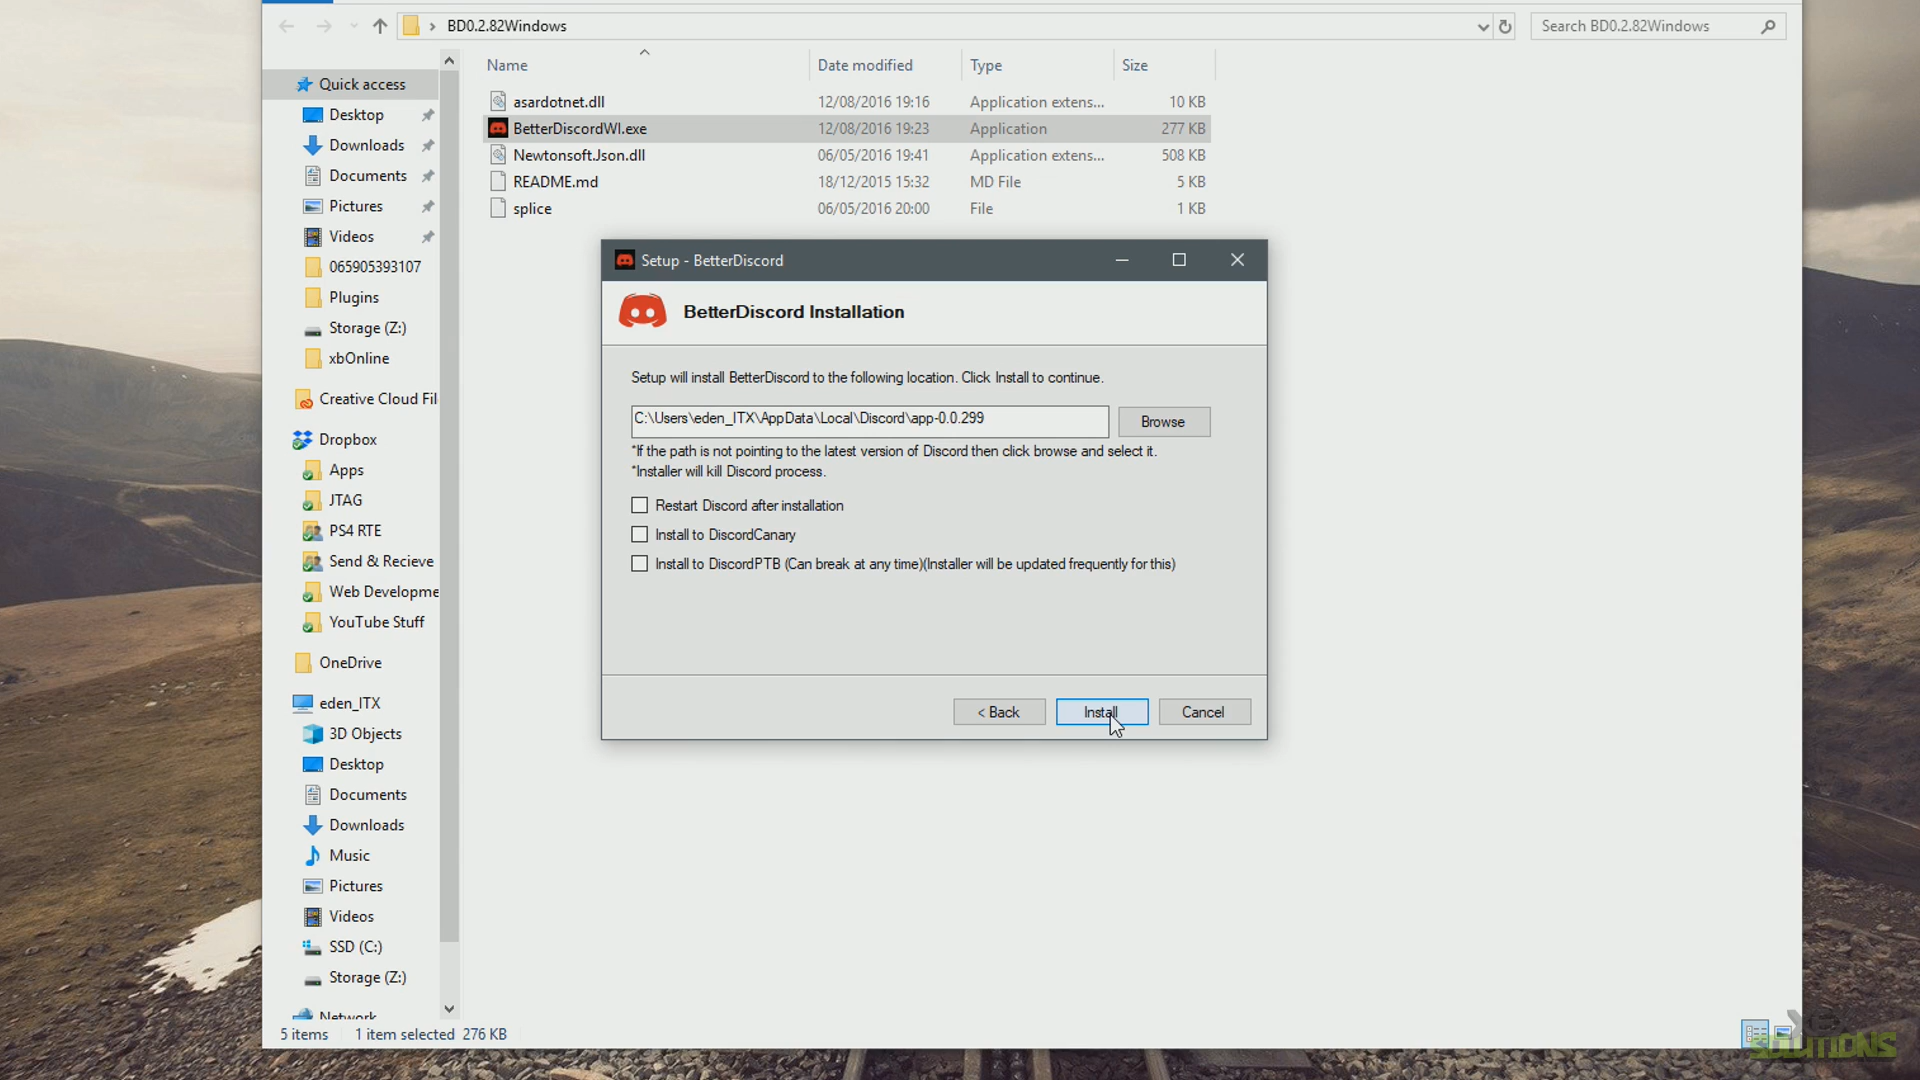 BD0.2.82Windows
Search BD0.2.82Windows
Name
Date modified
Type
Size
asardotnet.dll
12/08/2016 19:16
Application extens...
10 KB
BetterDiscordWI.exe
12/08/2016 19:23
Application
277 KB
Newtonsoft.Json.dll
06/05/2016 19:41
Application extens...
508 KB
README.md
18/12/2015 15:32
MD File
5 KB
splice
06/05/2016 20:00
File
1 KB
Quick access
Desktop
Downloads
Documents
Pictures
Videos
065905393107
Plugins
Storage (Z:)
xbOnline
Creative Cloud Fil
Dropbox
Apps
JTAG
PS4 RTE
Send & Recieve
Web Developme
YouTube Stuff
OneDrive
eden_ITX
3D Objects
Desktop
Documents
Downloads
Music
Pictures
Videos
SSD (C:)
Storage (Z:)
Network
5 items
1 item selected 276 KB
Setup - BetterDiscord
BetterDiscord Installation
Setup will install BetterDiscord to the following location. Click Install to continue.
C:\Users\eden_ITX\AppData\Local\Discord\app-0.0.299
Browse
*If the path is not pointing to the latest version of Discord then click browse and select it.
*Installer will kill Discord process.
Restart Discord after installation
Install to DiscordCanary
Install to DiscordPTB (Can break at any time)(Installer will be updated frequently for this)
< Back
Install
Cancel
SOLUTIONS